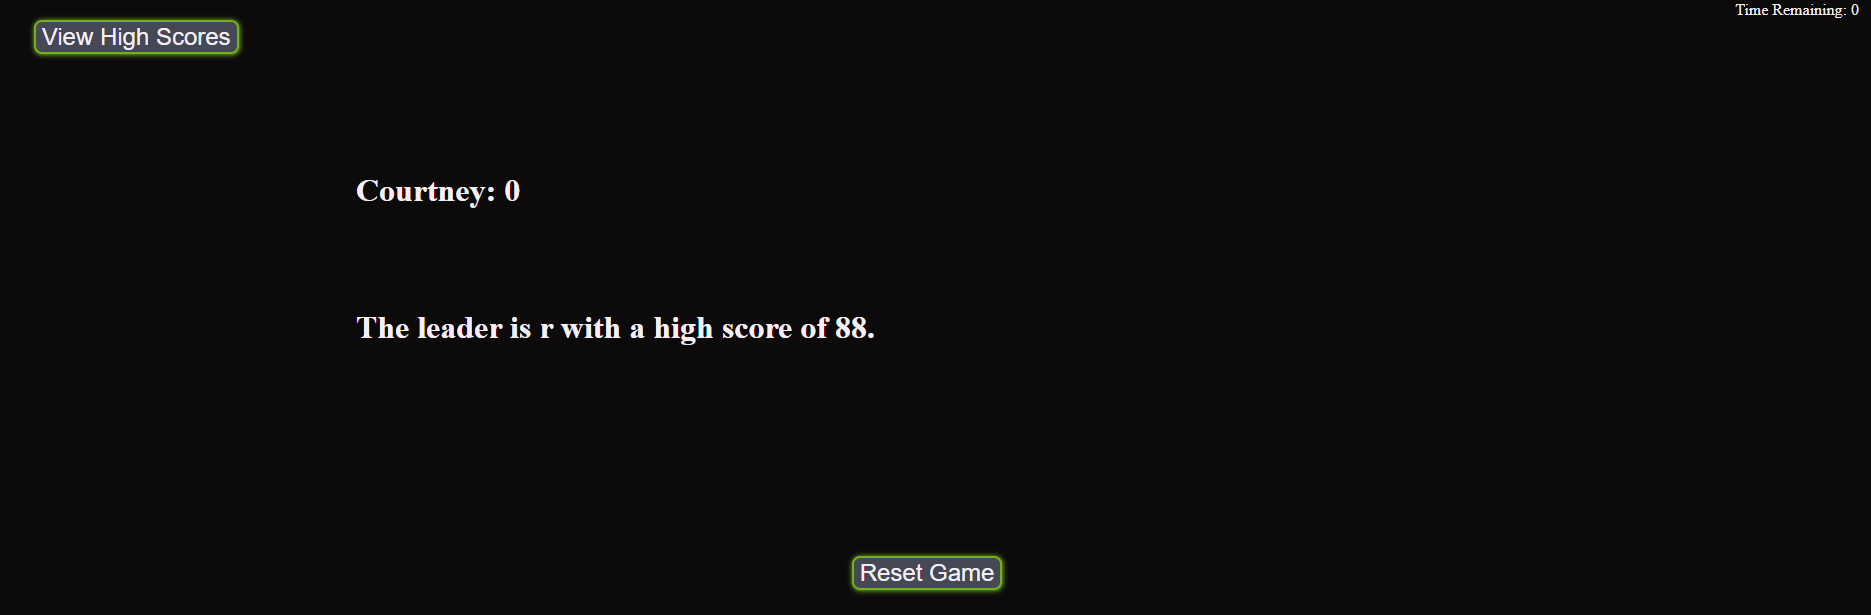 View High Scores
Time Remaining: 0
Courtney: 0
The leader is r with a high score of 88.
Reset Game